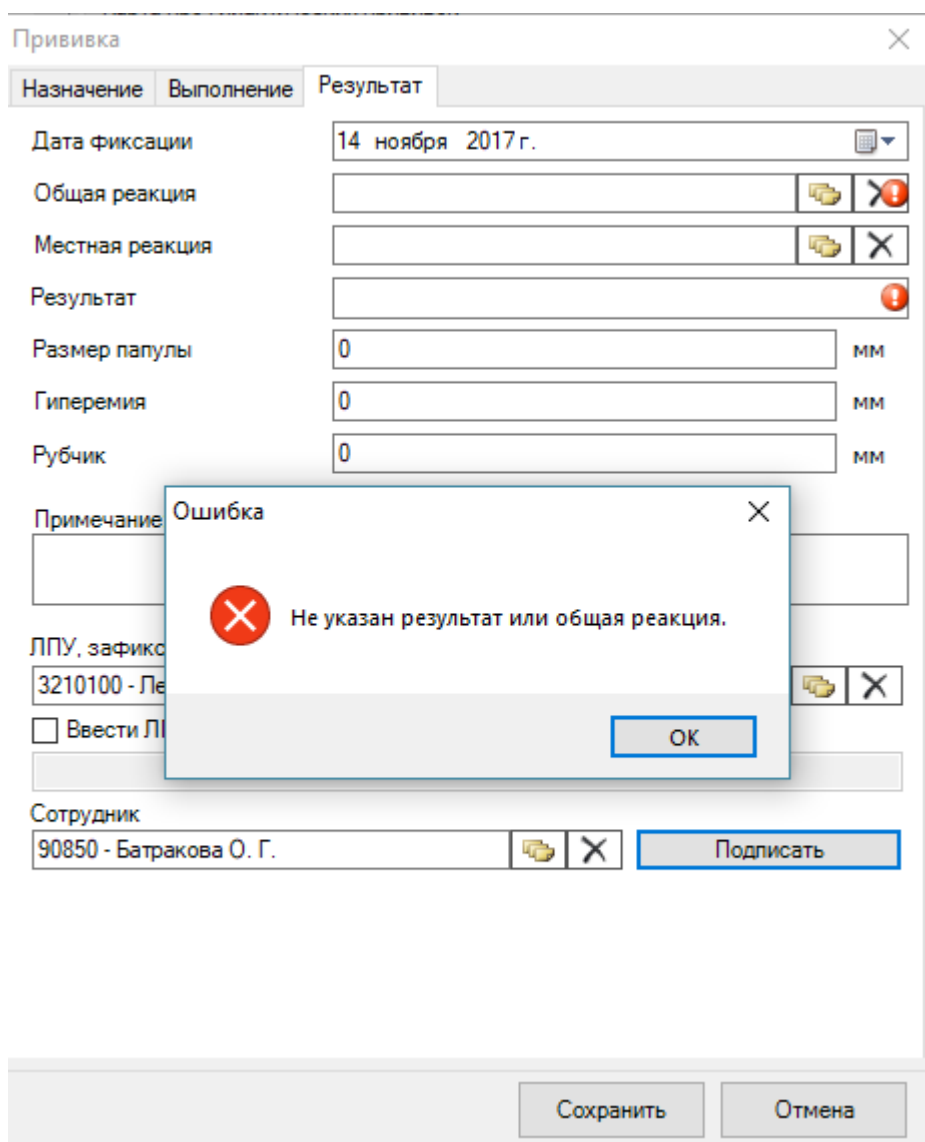 Прививка
Назначение Выполнение Результат
Дата фиксации 14 ноября 2017 г.
Общая реакция
Местная реакция
Результат
Размер папулы 0 мм
Гиперемия 0 мм
Рубчик 0 мм
Примечание
Ошибка
Не указан результат или общая реакция.
ЛПУ, зафикс
3210100 - Ле
Ввести Л
ОК
Сотрудник
90850 - Батракова О. Г. Подписать
Сохранить Отмена